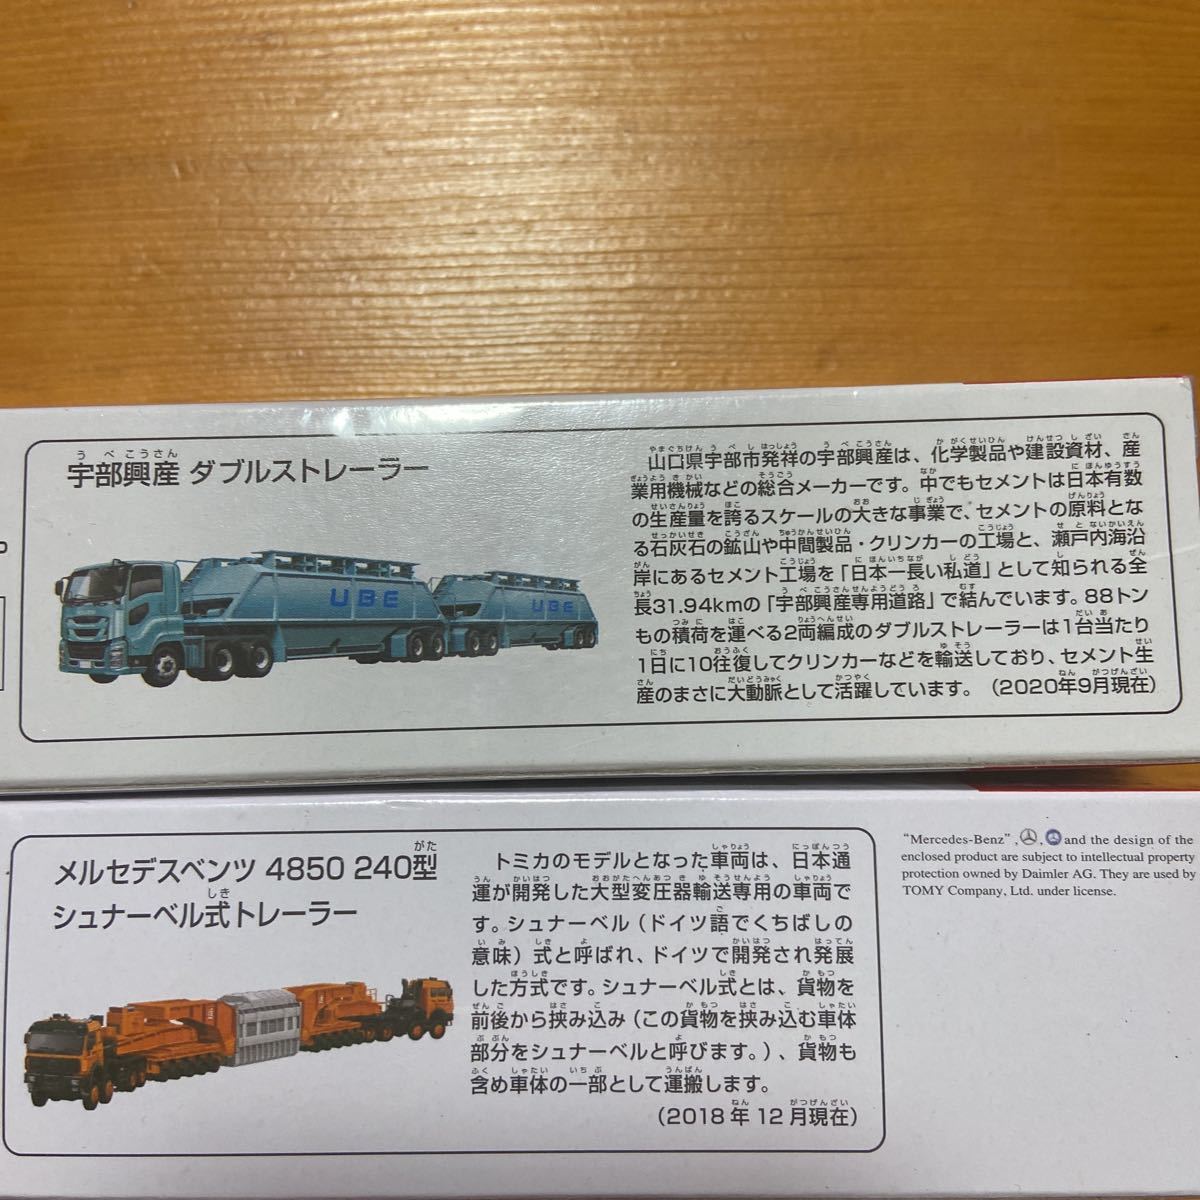 宇部興産 ダブルストレーラー
UBE
UBE
山口県宇部市発祥の宇部興産は、化学製品や建設資材、産
業用機械などの総合メーカーです。中でもセメントは日本有数
の生産量を誇るスケールの大きな事業で、セメントの原料とな
る石灰石の鉱山や中間製品・クリンカーの工場と、瀬戸内海沿
岸にあるセメント工場を「日本一長い私道」として知られる全
長31.94kmの「宇部興産専用道路」で結んでいます。88トン
もの積荷を運べる2両編成のダブルストレーラーは1台当たり
1日に10往復してクリンカーなどを輸送しており、セメント生
産のまさに大動脈として活躍しています。（2020年9月現在）
メルセデスベンツ 4850 240型
シュナーベル式トレーラー
トミカのモデルとなった車両は、日本通
運が開発した大型変圧器輸送専用の車両で
す。シュナーベル（ドイツ語でくちばしの
意味）式と呼ばれ、ドイツで開発され発展
した方式です。シュナーベル式とは、貨物を
前後から挟み込み（この貨物を挟み込む車体
部分をシュナーベルと呼びます。）、貨物も
含め車体の一部として運搬します。
（2018年12月現在）
"Mercedes-Benz", , and the design of the
enclosed product are subject to intellectual property
protection owned by Daimler AG. They are used by
TOMY Company, Ltd. under license.